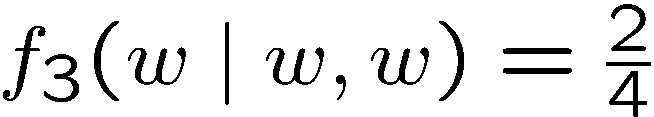 f₃(w | w, w) = 2/4